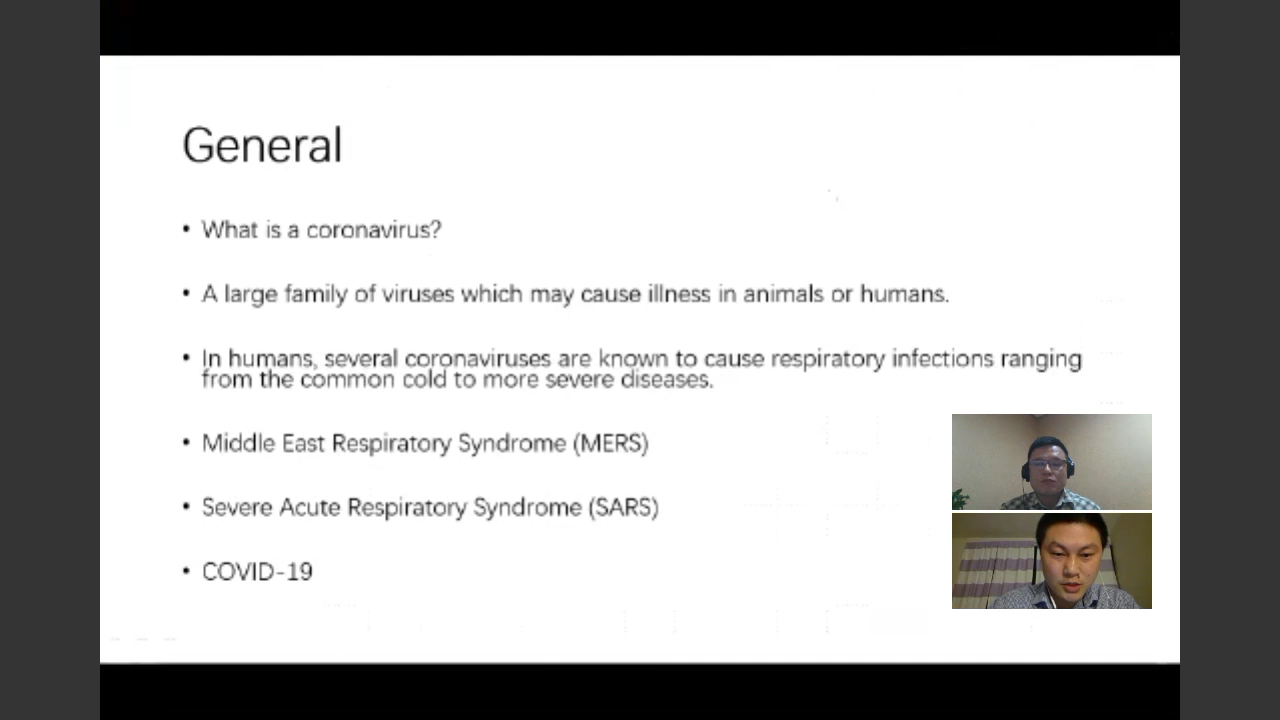 General
• What is a coronavirus?
• A large family of viruses which may cause illness in animals or humans.
• In humans, several coronaviruses are known to cause respiratory infections ranging
from the common cold to more severe diseases.
• Middle East Respiratory Syndrome (MERS)
• Severe Acute Respiratory Syndrome (SARS)
• COVID-19